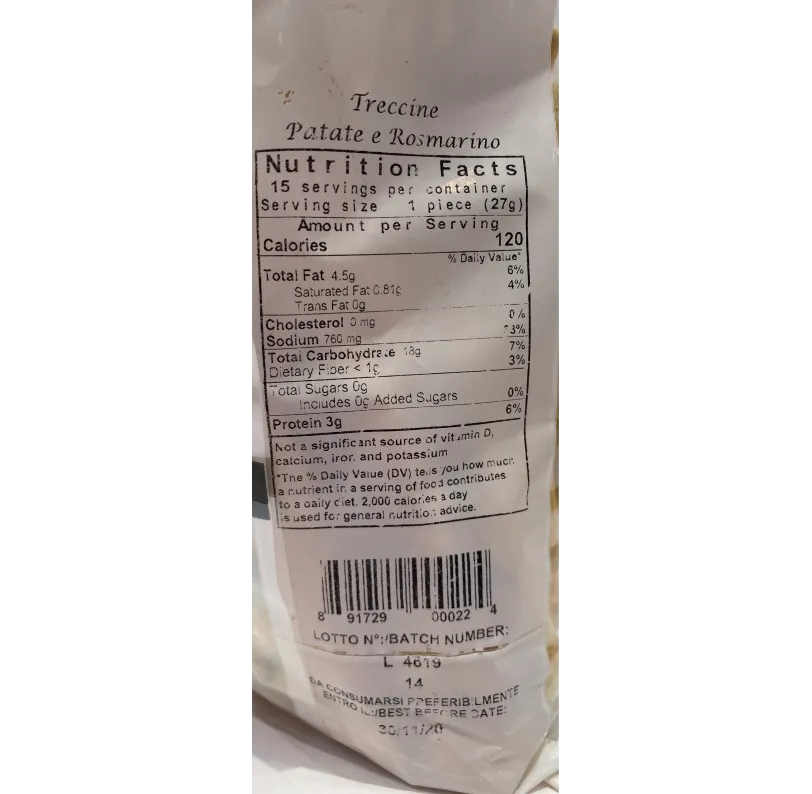 Treccine
Patate e Rosmarino
Nutrition Facts
15 servings per container
Serving size 1 piece (27g)
Amount per Serving
Calories 120
% Daily Value*
Total Fat 4.5g 6%
Saturated Fat 0.81g 4%
Trans Fat 0g
Cholesterol 0 mg 0%
Sodium 760 mg
Total Carbohydrate 18g 7%
Dietary Fiber < 1g 3%
Total Sugars 0g
Includes 0g Added Sugars 0%
Protein 3g 6%
Not a significant source of vitamin D,
calcium, iron and potassium
*The % Daily Value (DV) tells you how much
a nutrient in a serving of food contributes
to a daily diet. 2,000 calories a day
is used for general nutrition advice.
8 91729 00022 4
LOTTO N°:/BATCH NUMBER:
L 4619
14
DA CONSUMARSI PREFERIBILMENTE
ENTRO IL:/BEST BEFORE DATE:
30/11/20